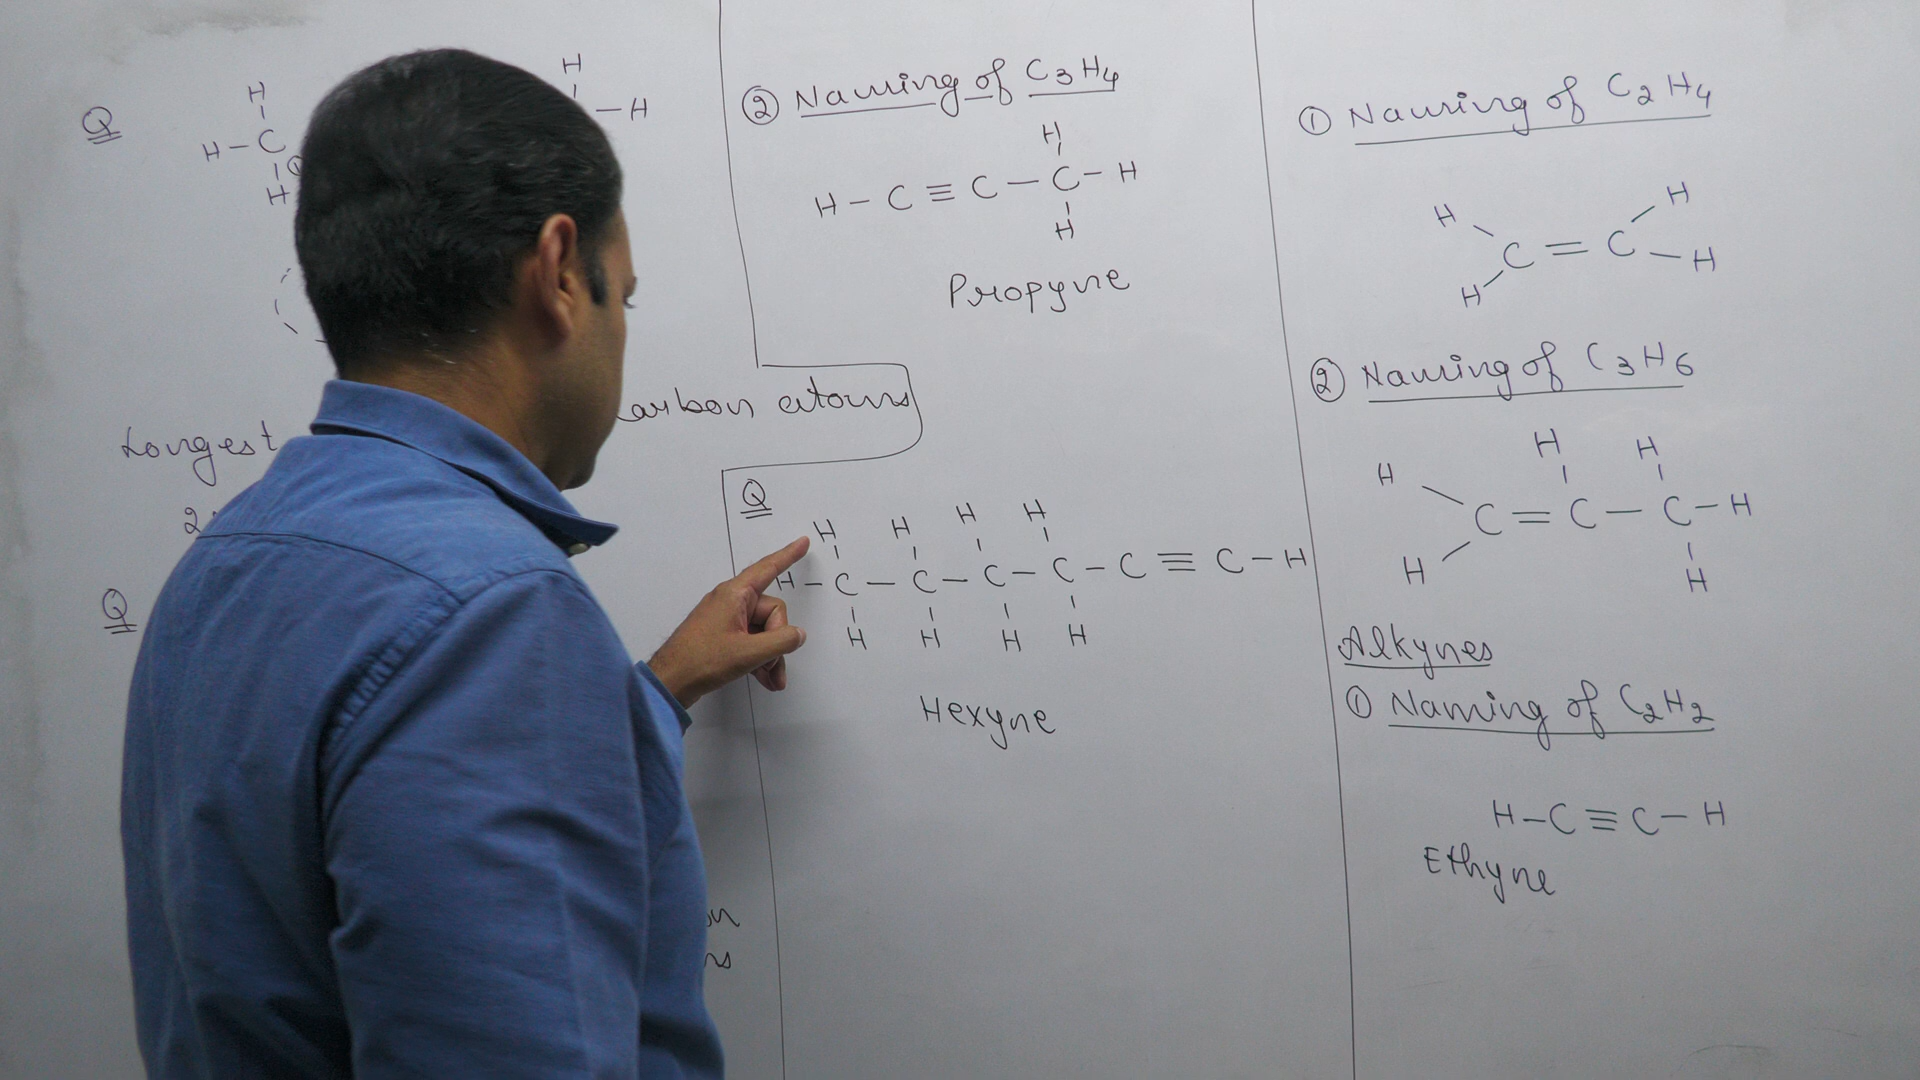 Q
H
H
H – C
– H
H
Longest
carbon atoms
2
Q
② Naming of C3H4
H
H – C ≡ C – C – H
H
Propyne
Q
H H H H
H – C – C – C – C – C ≡ C – H
H H H H
Hexyne
① Naming of C2H4
H H
C = C
H H
② Naming of C3H6
H H H
C = C – C – H
H H
Alkynes
① Naming of C2H2
H – C ≡ C – H
Ethyne